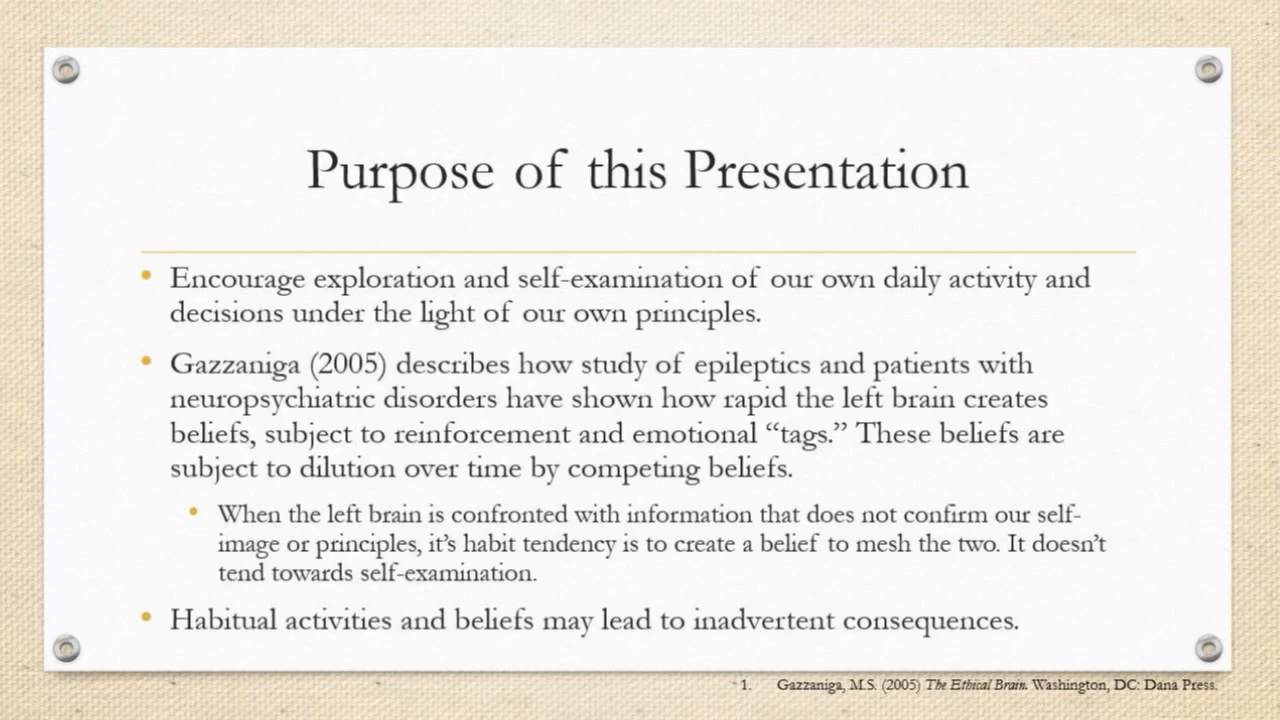 Purpose of this Presentation
• Encourage exploration and self-examination of our own daily activity and
decisions under the light of our own principles.
• Gazzaniga (2005) describes how study of epileptics and patients with
neuropsychiatric disorders have shown how rapid the left brain creates
beliefs, subject to reinforcement and emotional “tags.” These beliefs are
subject to dilution over time by competing beliefs.
• When the left brain is confronted with information that does not confirm our self-
image or principles, it’s habit tendency is to create a belief to mesh the two. It doesn’t
tend towards self-examination.
• Habitual activities and beliefs may lead to inadvertent consequences.
1. Gazzaniga, M.S. (2005) The Ethical Brain. Washington, DC: Dana Press.